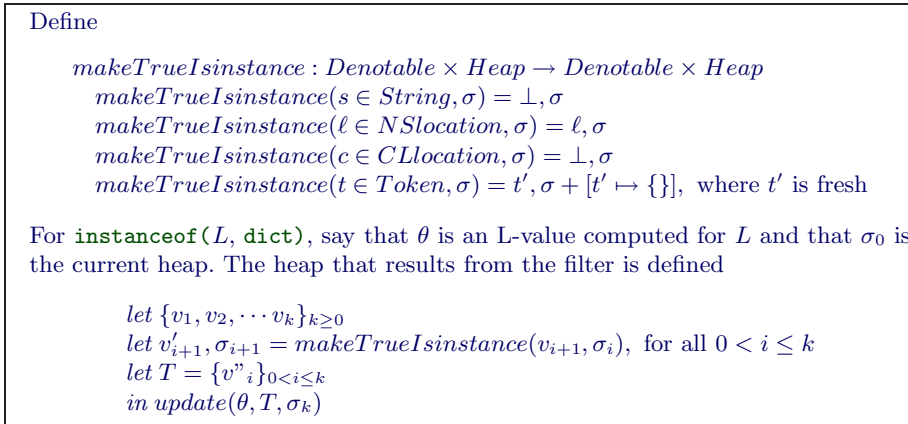 Define
makeTrueIsinstance : Denotable × Heap → Denotable × Heap
makeTrueIsinstance(s ∈ String, σ) = ⊥, σ
makeTrueIsinstance(ℓ ∈ NSlocation, σ) = ℓ, σ
makeTrueIsinstance(c ∈ CLlocation, σ) = ⊥, σ
makeTrueIsinstance(t ∈ Token, σ) = t′, σ + [t′ ↦ {}], where t′ is fresh
For instanceof(L, dict), say that θ is an L-value computed for L and that σ₀ is
the current heap. The heap that results from the filter is defined
let {v₁, v₂, ⋯ vₖ}ₖ≥₀
let v′ᵢ₊₁, σᵢ₊₁ = makeTrueIsinstance(vᵢ₊₁, σᵢ), for all 0 < i ≤ k
let T = {v”ᵢ}₀<ᵢ≤ₖ
in update(θ, T, σₖ)